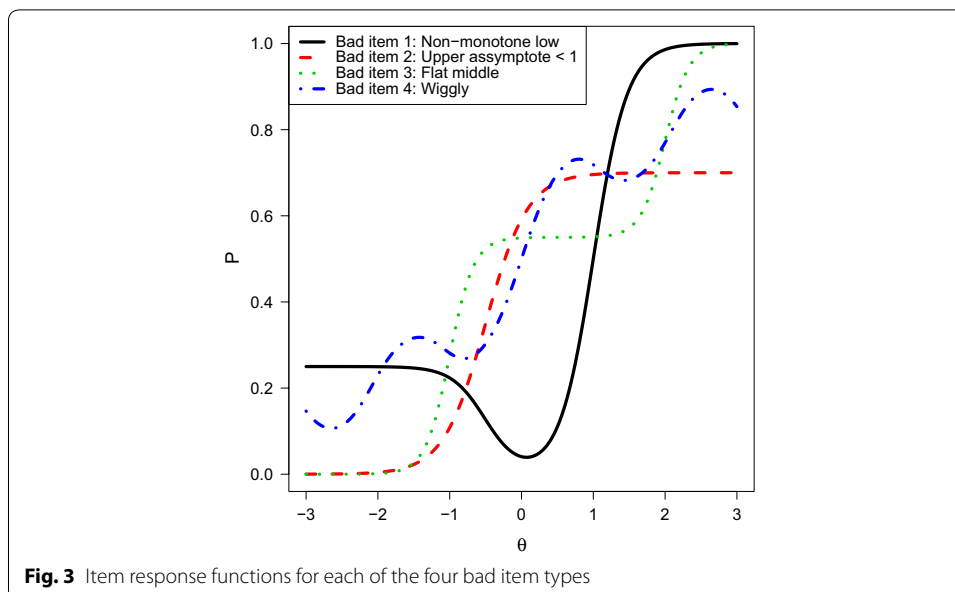 Bad item 1: Non−monotone low
Bad item 2: Upper assymptote < 1
Bad item 3: Flat middle
Bad item 4: Wiggly
1.0
0.8
0.6
0.4
0.2
0.0
P
−3 −2 −1 0 1 2 3
θ
Fig. 3 Item response functions for each of the four bad item types